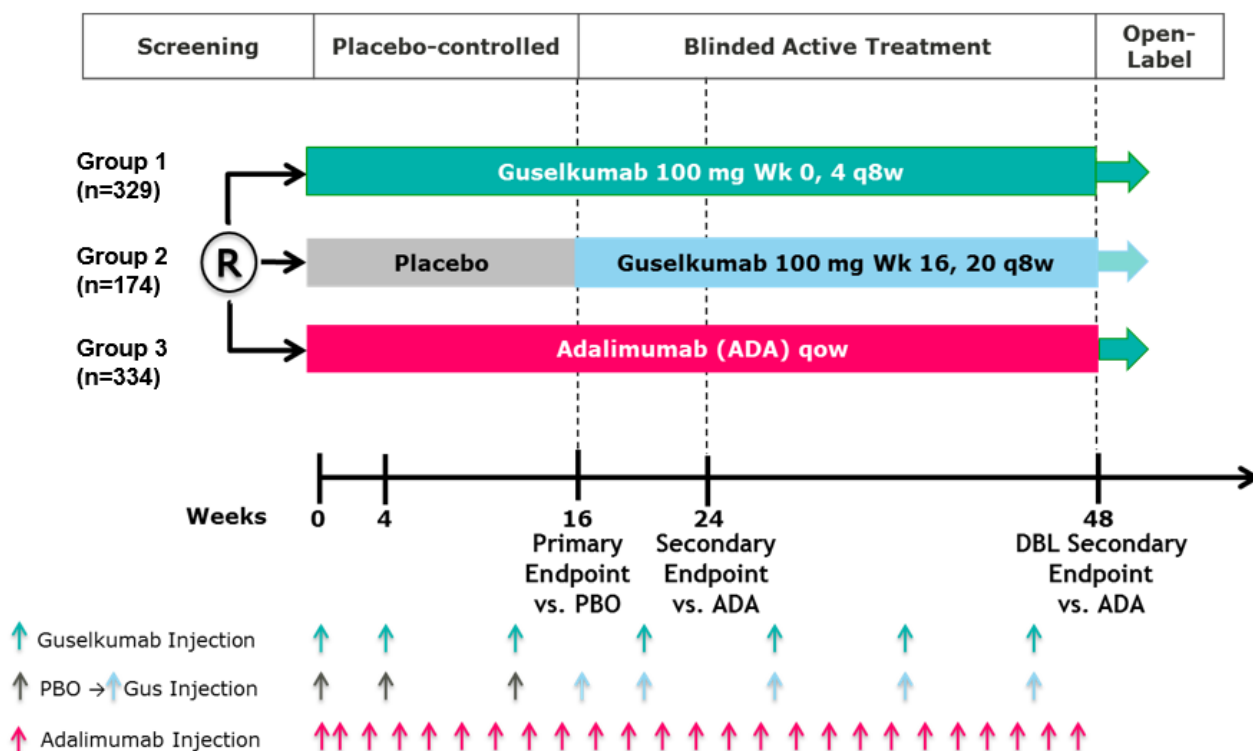 Screening
Placebo-controlled
Blinded Active Treatment
Open-
Label
Group 1
(n=329)
Guselkumab 100 mg Wk 0, 4 q8w
R
Group 2
(n=174)
Placebo
Guselkumab 100 mg Wk 16, 20 q8w
Group 3
(n=334)
Adalimumab (ADA) qow
Weeks
0
4
16
24
48
Primary
Endpoint
vs. PBO
Secondary
Endpoint
vs. ADA
DBL Secondary
Endpoint
vs. ADA
Guselkumab Injection
PBO → Gus Injection
Adalimumab Injection